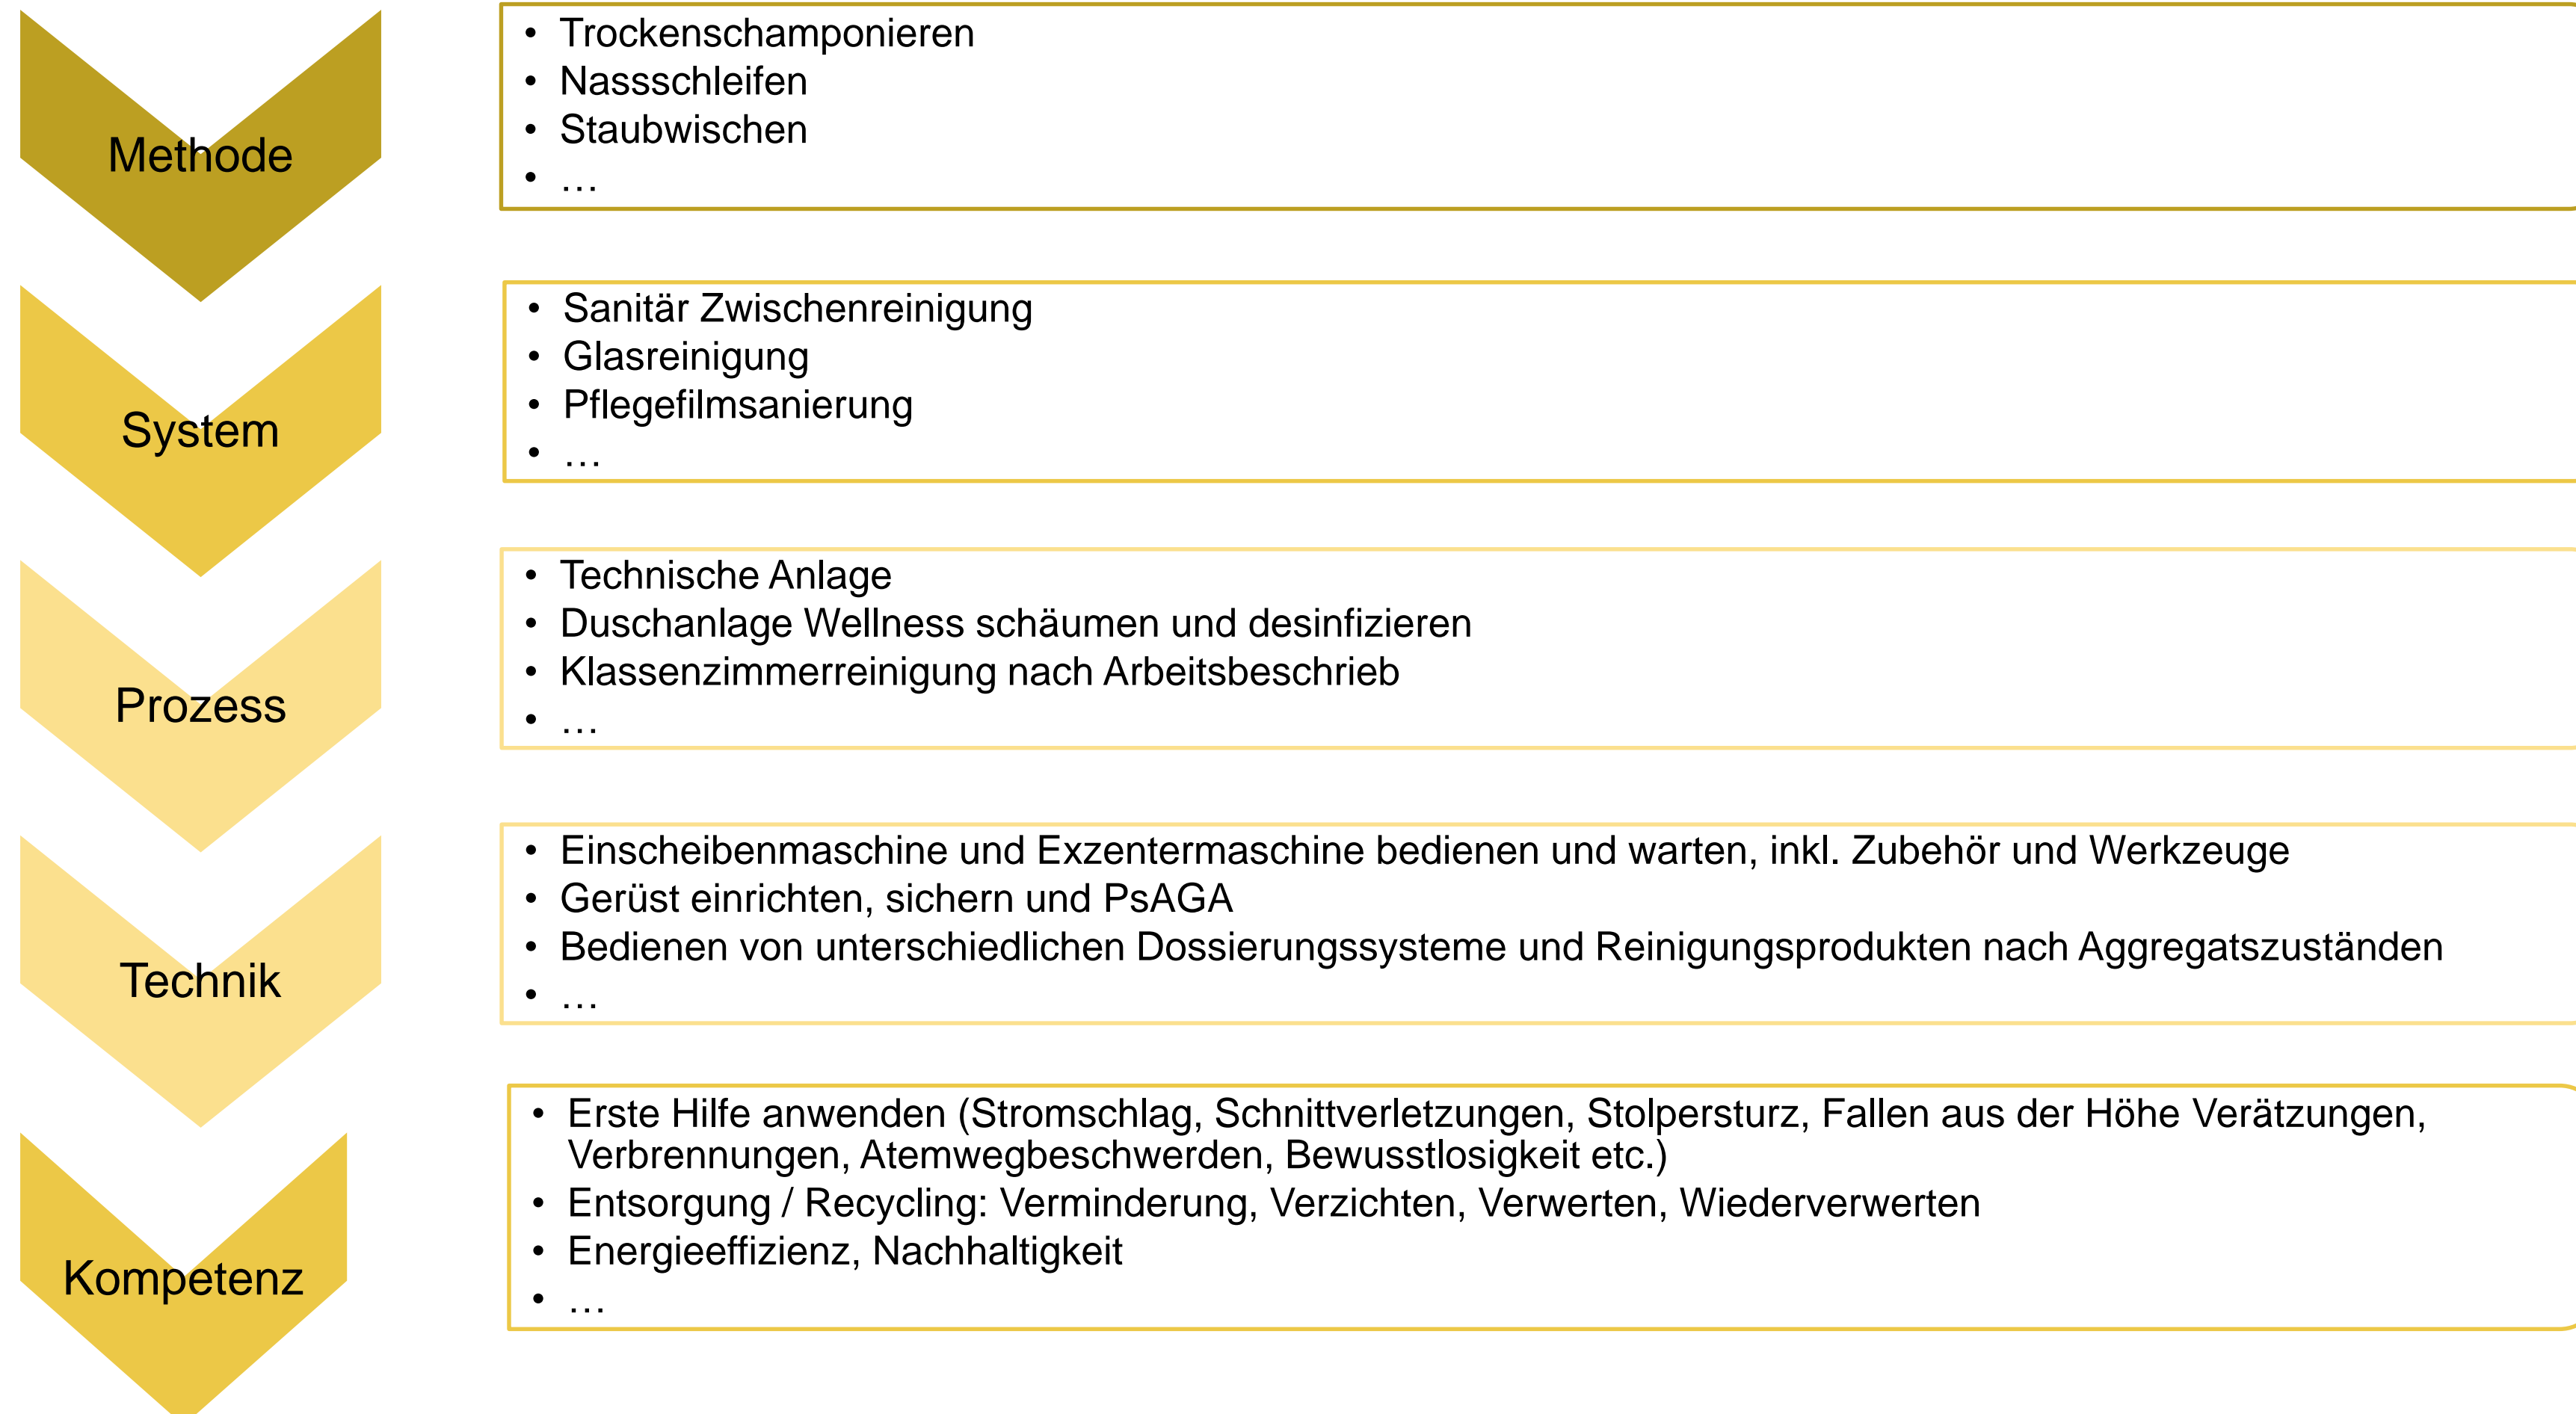 Methode
• Trockenschamponieren
• Nassschleifen
• Staubwischen
• …
System
• Sanitär Zwischenreinigung
• Glasreinigung
• Pflegefilmsanierung
• …
Prozess
• Technische Anlage
• Duschanlage Wellness schäumen und desinfizieren
• Klassenzimmerreinigung nach Arbeitsbeschrieb
• …
Technik
• Einscheibenmaschine und Exzentermaschine bedienen und warten, inkl. Zubehör und Werkzeuge
• Gerüst einrichten, sichern und PsAGA
• Bedienen von unterschiedlichen Dossierungssysteme und Reinigungsprodukten nach Aggregatszuständen
• …
Kompetenz
• Erste Hilfe anwenden (Stromschlag, Schnittverletzungen, Stolpersturz, Fallen aus der Höhe Verätzungen,
Verbrennungen, Atemwegbeschwerden, Bewusstlosigkeit etc.)
• Entsorgung / Recycling: Verminderung, Verzichten, Verwerten, Wiederverwerten
• Energieeffizienz, Nachhaltigkeit
• …